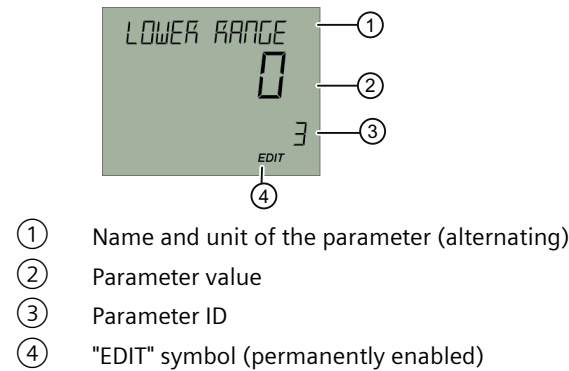 LOWER RANGE
①
0
②
3
③
EDIT
④
① Name and unit of the parameter (alternating)
② Parameter value
③ Parameter ID
④ "EDIT" symbol (permanently enabled)